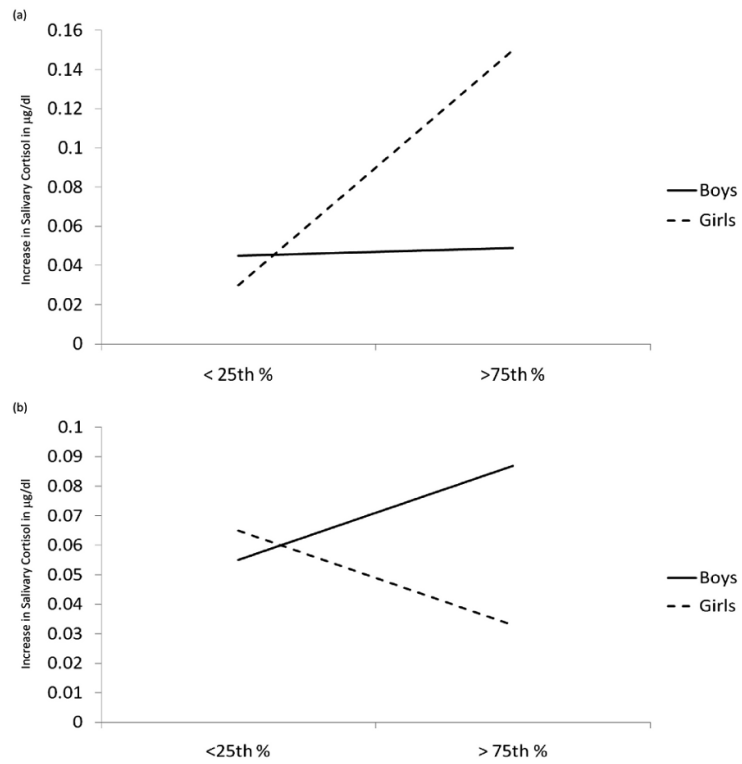 (a)
Increase in Salivary Cortisol in µg/dl
0.16
0.14
0.12
0.1
0.08
0.06
0.04
0.02
0
< 25th %
>75th %
Boys
Girls
(b)
Increase in Salivary Cortisol in µg/dl
0.1
0.09
0.08
0.07
0.06
0.05
0.04
0.03
0.02
0.01
0
<25th %
> 75th %
Boys
Girls